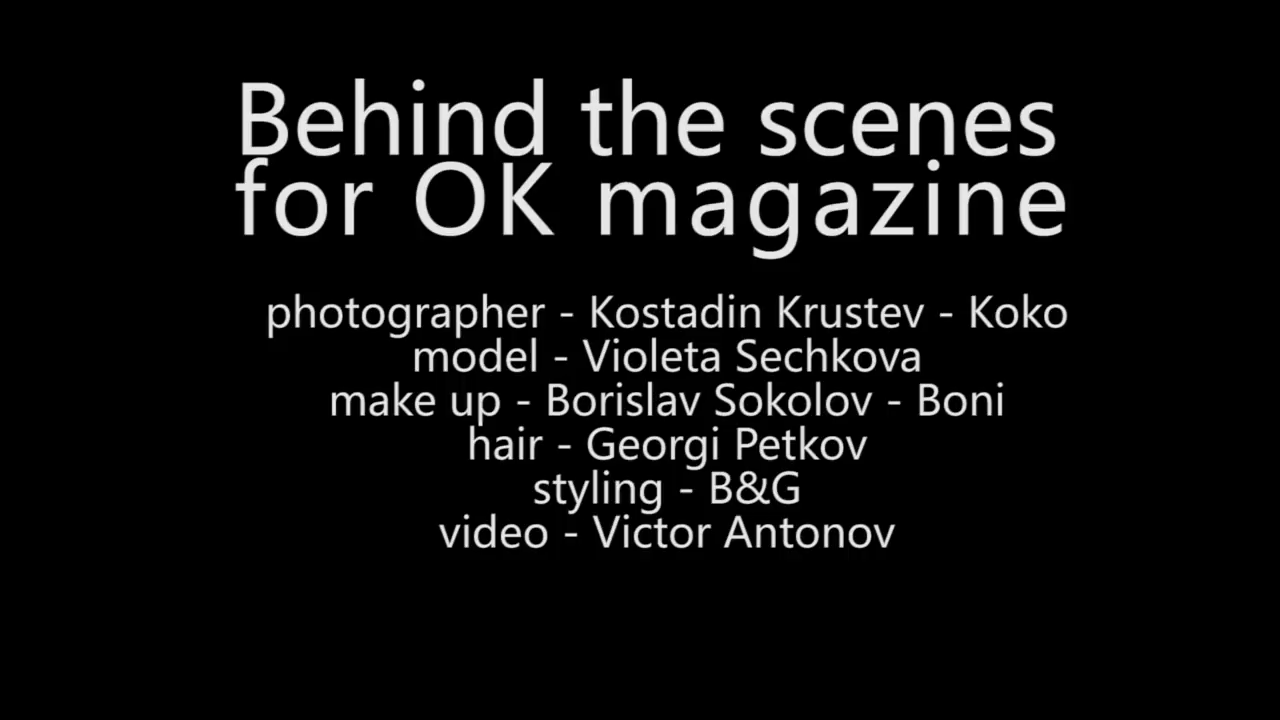 Behind the scenes
for OK magazine
photographer - Kostadin Krustev - Koko
model - Violeta Sechkova
make up - Borislav Sokolov - Boni
hair - Georgi Petkov
styling - B&G
video - Victor Antonov